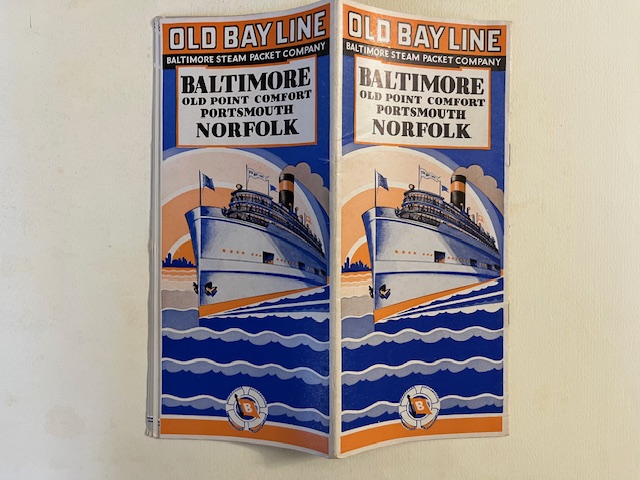 OLD BAY LINE
BALTIMORE STEAM PACKET COMPANY
BALTIMORE
OLD POINT COMFORT
PORTSMOUTH
NORFOLK
B
OLD BAY LINE
BALTIMORE STEAM PACKET COMPANY
BALTIMORE
OLD POINT COMFORT
PORTSMOUTH
NORFOLK
B